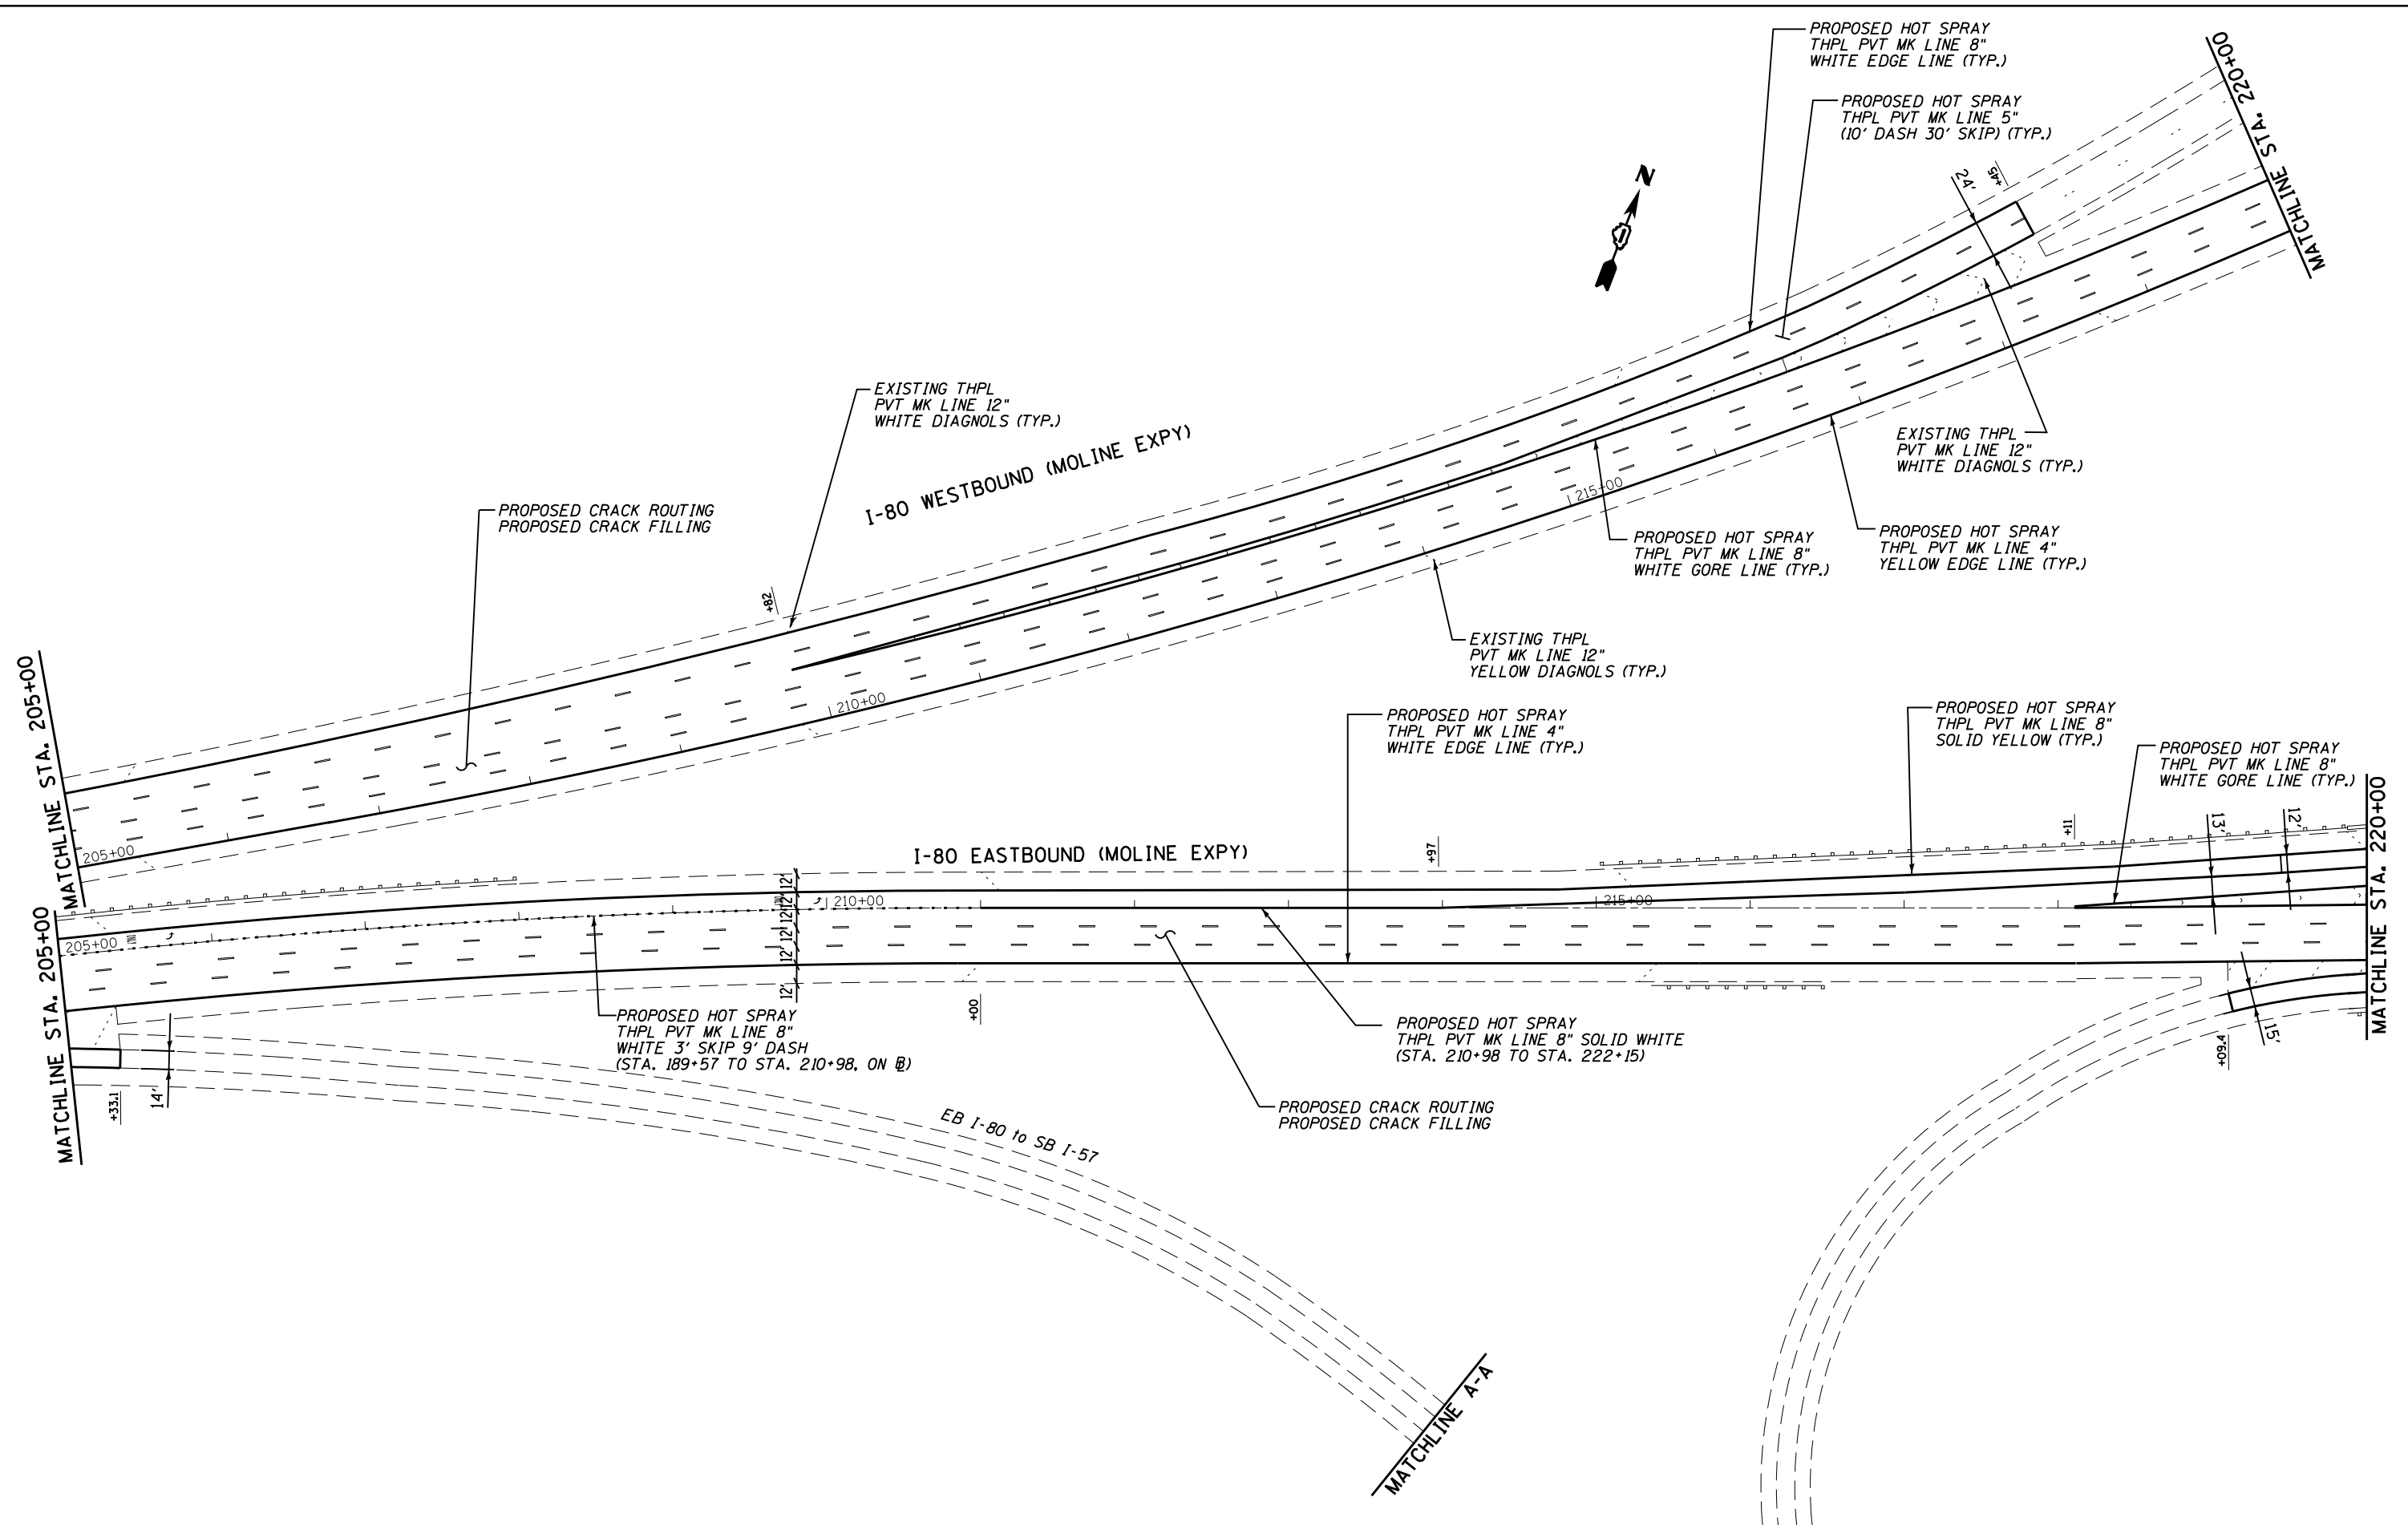 PROPOSED HOT SPRAY
THPL PVT MK LINE 8"
WHITE EDGE LINE (TYP.)
PROPOSED HOT SPRAY
THPL PVT MK LINE 5"
(10' DASH 30' SKIP) (TYP.)
MATCHLINE STA. 220+00
N
24'
+45
EXISTING THPL
PVT MK LINE 12"
WHITE DIAGNOLS (TYP.)
I-80 WESTBOUND (MOLINE EXPY)
PROPOSED CRACK ROUTING
PROPOSED CRACK FILLING
EXISTING THPL
PVT MK LINE 12"
WHITE DIAGNOLS (TYP.)
215+00
PROPOSED HOT SPRAY
THPL PVT MK LINE 8"
WHITE GORE LINE (TYP.)
PROPOSED HOT SPRAY
THPL PVT MK LINE 4"
YELLOW EDGE LINE (TYP.)
+82
EXISTING THPL
PVT MK LINE 12"
YELLOW DIAGNOLS (TYP.)
210+00
MATCHLINE STA. 205+00
205+00
PROPOSED HOT SPRAY
THPL PVT MK LINE 4"
WHITE EDGE LINE (TYP.)
PROPOSED HOT SPRAY
THPL PVT MK LINE 8"
SOLID YELLOW (TYP.)
PROPOSED HOT SPRAY
THPL PVT MK LINE 8"
WHITE GORE LINE (TYP.)
I-80 EASTBOUND (MOLINE EXPY)
+97
+11
13'
12'
MATCHLINE STA. 220+00
MATCHLINE STA. 205+00
205+00
12'
12'
12'
12'
12'
12'
210+00
215+00
+00
PROPOSED HOT SPRAY
THPL PVT MK LINE 8"
WHITE 3' SKIP 9' DASH
(STA. 189+57 TO STA. 210+98, ON ℄)
PROPOSED HOT SPRAY
THPL PVT MK LINE 8" SOLID WHITE
(STA. 210+98 TO STA. 222+15)
15'
+09.4
+33.1
14'
PROPOSED CRACK ROUTING
PROPOSED CRACK FILLING
EB I-80 to SB I-57
MATCHLINE A-A